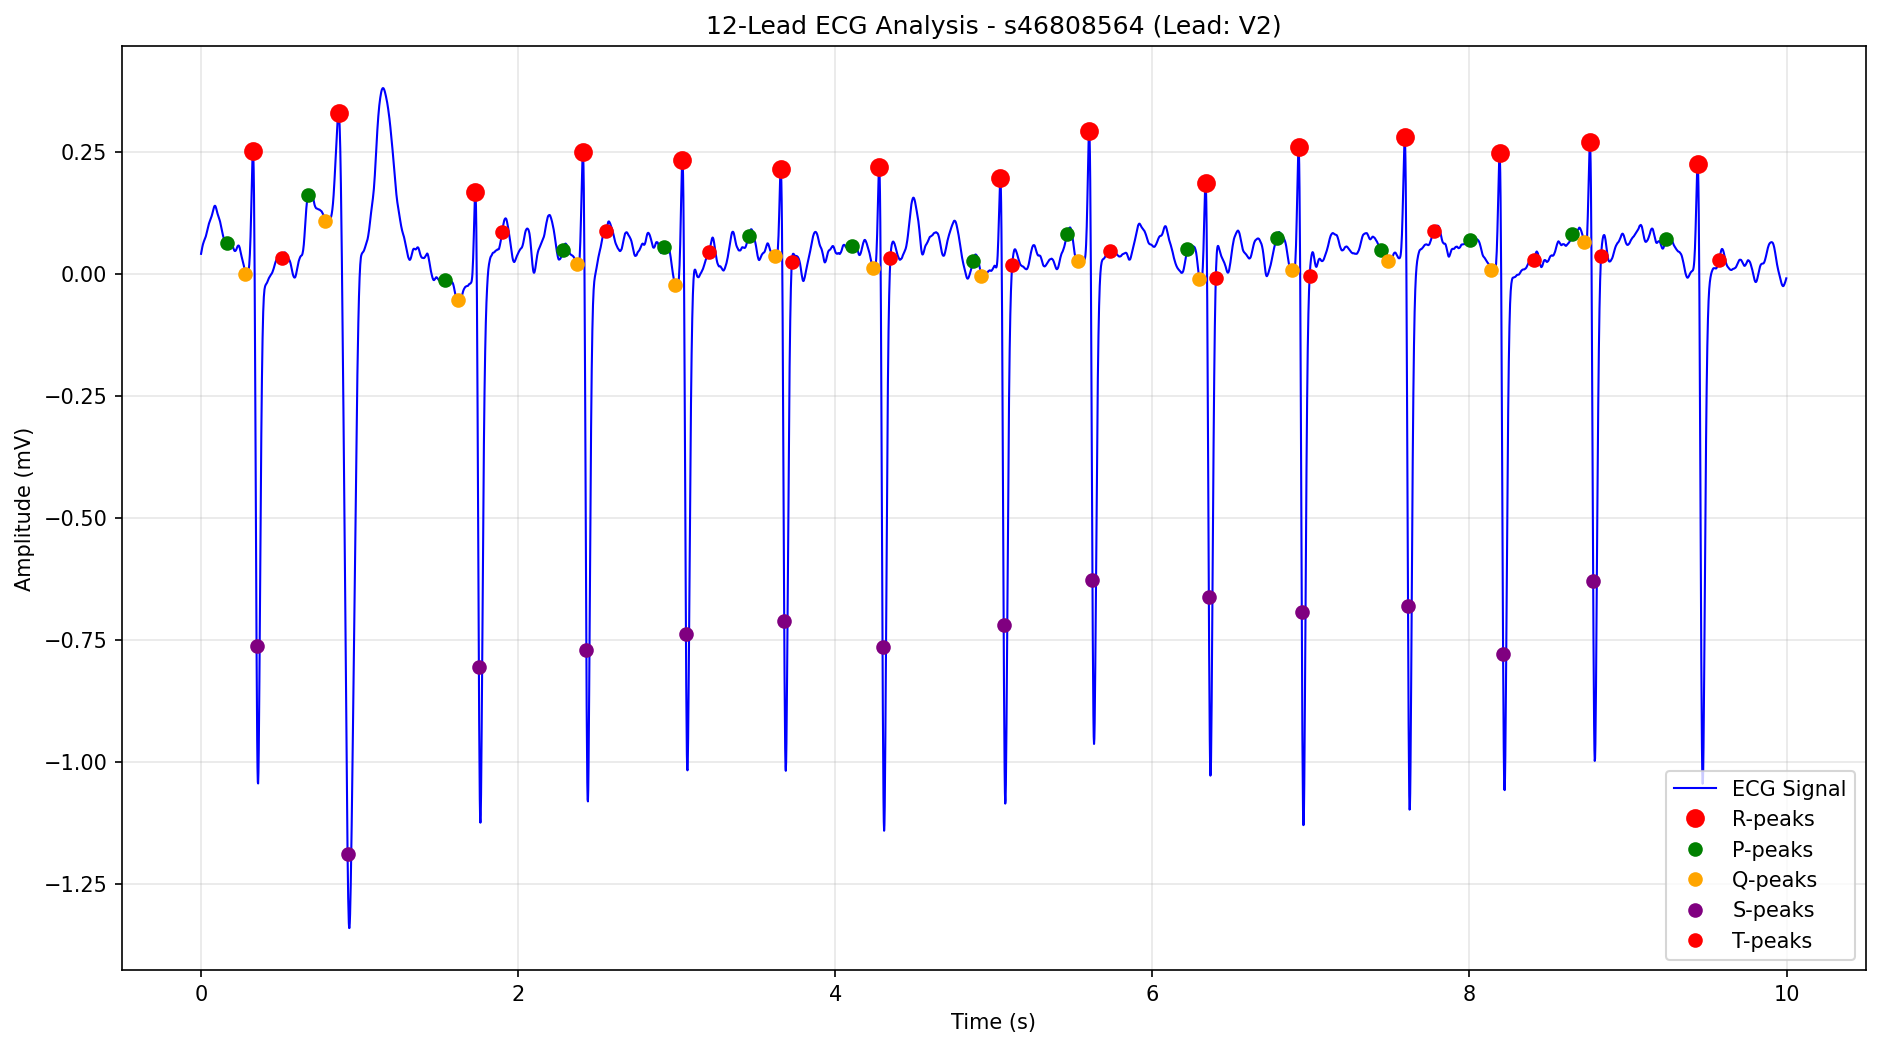 12-Lead ECG Analysis - s46808564 (Lead: V2)
Amplitude (mV)
0.25
0.00
−0.25
−0.50
−0.75
−1.00
−1.25
ECG Signal
R-peaks
P-peaks
Q-peaks
S-peaks
T-peaks
0 2 4 6 8 10
Time (s)